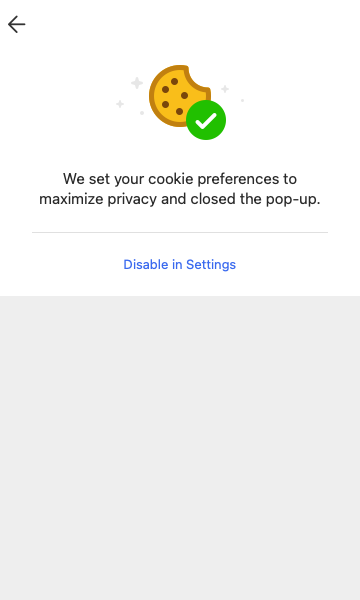 We set your cookie preferences to
maximize privacy and closed the pop-up.
Disable in Settings